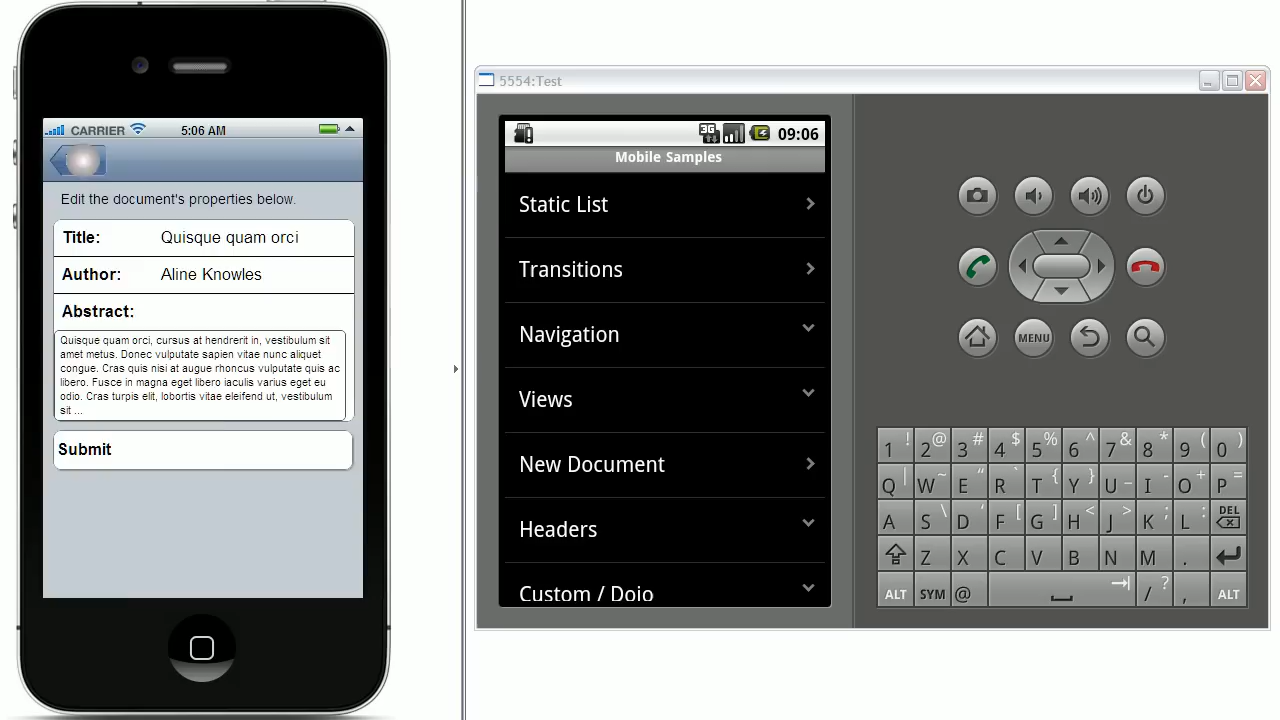 CARRIER 5:06 AM
Edit the document's properties below.
Title: Quisque quam orci
Author: Aline Knowles
Abstract:
Quisque quam orci, cursus at hendrerit in, vestibulum sit
amet metus. Donec vulputate sapien vitae nunc aliquet
congue. Cras quis nisi at augue rhoncus vulputate quis ac
libero. Fusce in magna eget libero iaculis varius eget eu
odio. Cras turpis elit, lobortis vitae eleifend ut, vestibulum
sit ...
Submit
5554:Test
3G 09:06
Mobile Samples
Static List
Transitions
Navigation
Views
New Document
Headers
Custom / Dojo
MENU
1 ! 2 @ 3 # 4 $ 5 % 6 ^ 7 & 8 * 9 ( 0 )
Q | W ~ E " R ` T { Y } U _ I - O + P =
A S \ D ' F [ G ] H < J > K ; L : DEL
Z X C V B N M .
ALT SYM @ / ? , ALT